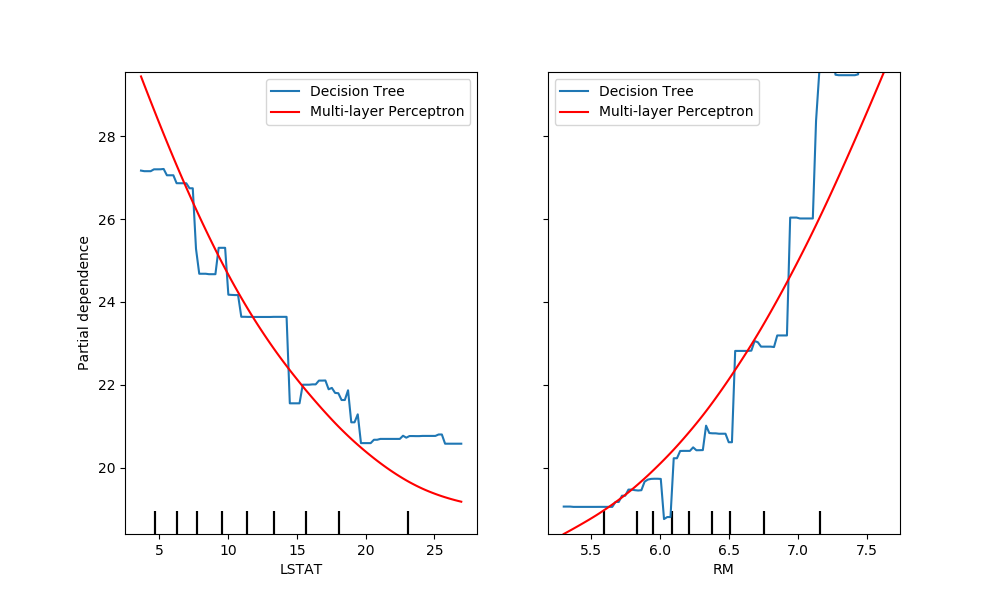 Decision Tree
Multi-layer Perceptron
Partial dependence
28
26
24
22
20
5 10 15 20 25
LSTAT
Decision Tree
Multi-layer Perceptron
5.5 6.0 6.5 7.0 7.5
RM